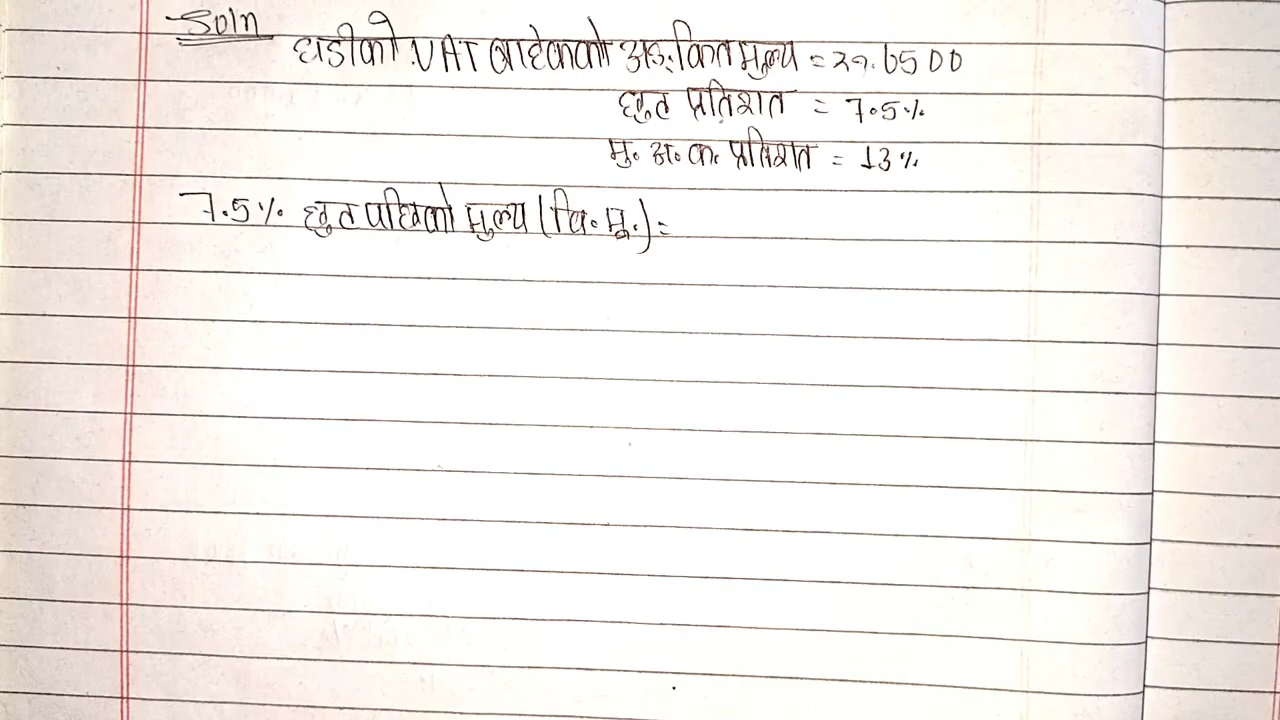 Soln
घडीको VAT बाहेकको अङ्कित मुल्य = रु.6500
छुट प्रतिशत = 7.5%
मु. अ. क. प्रतिशत = 13%
7.5% छुट पछिको मुल्य (वि. मू.) =